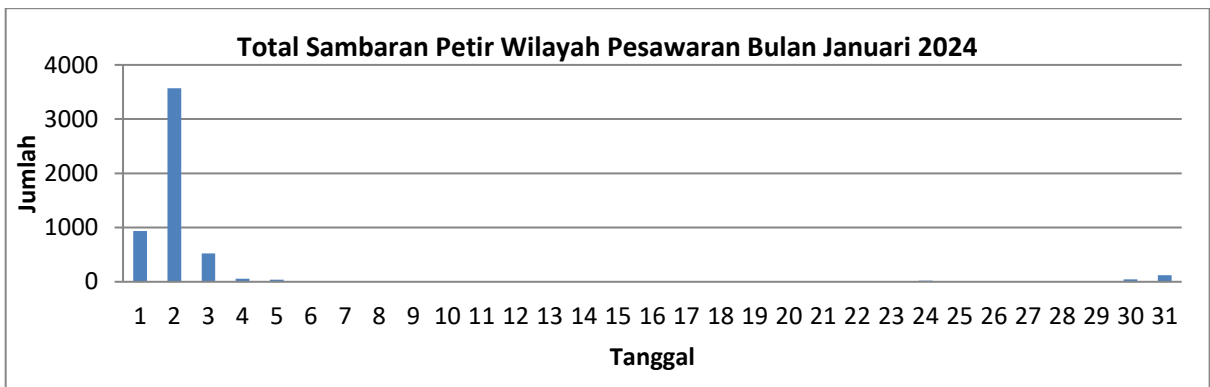 Total Sambaran Petir Wilayah Pesawaran Bulan Januari 2024
Jumlah
4000
3000
2000
1000
0
1 2 3 4 5 6 7 8 9 10 11 12 13 14 15 16 17 18 19 20 21 22 23 24 25 26 27 28 29 30 31
Tanggal